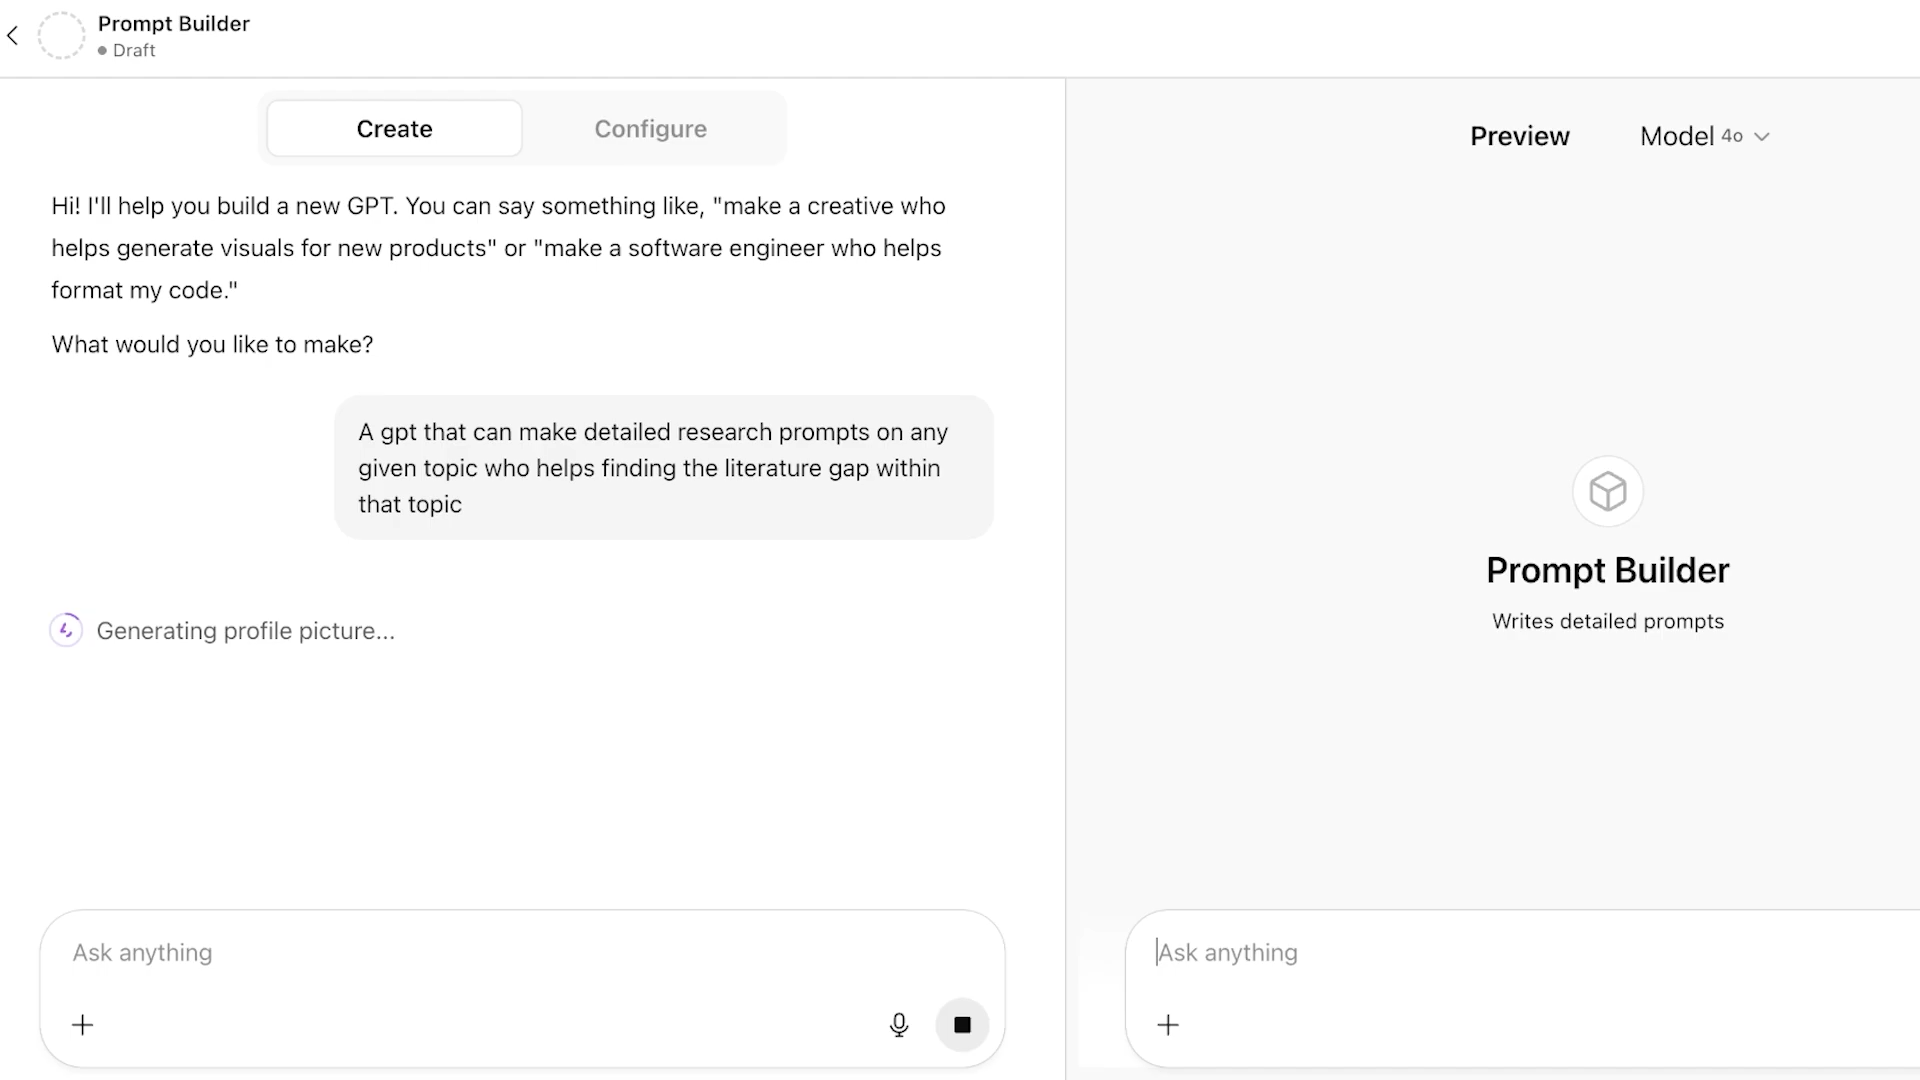 Prompt Builder
Draft
Create
Configure
Hi! I'll help you build a new GPT. You can say something like, "make a creative who
helps generate visuals for new products" or "make a software engineer who helps
format my code."
What would you like to make?
A gpt that can make detailed research prompts on any
given topic who helps finding the literature gap within
that topic
Generating profile picture...
Ask anything
Preview
Model 4o
Prompt Builder
Writes detailed prompts
Ask anything